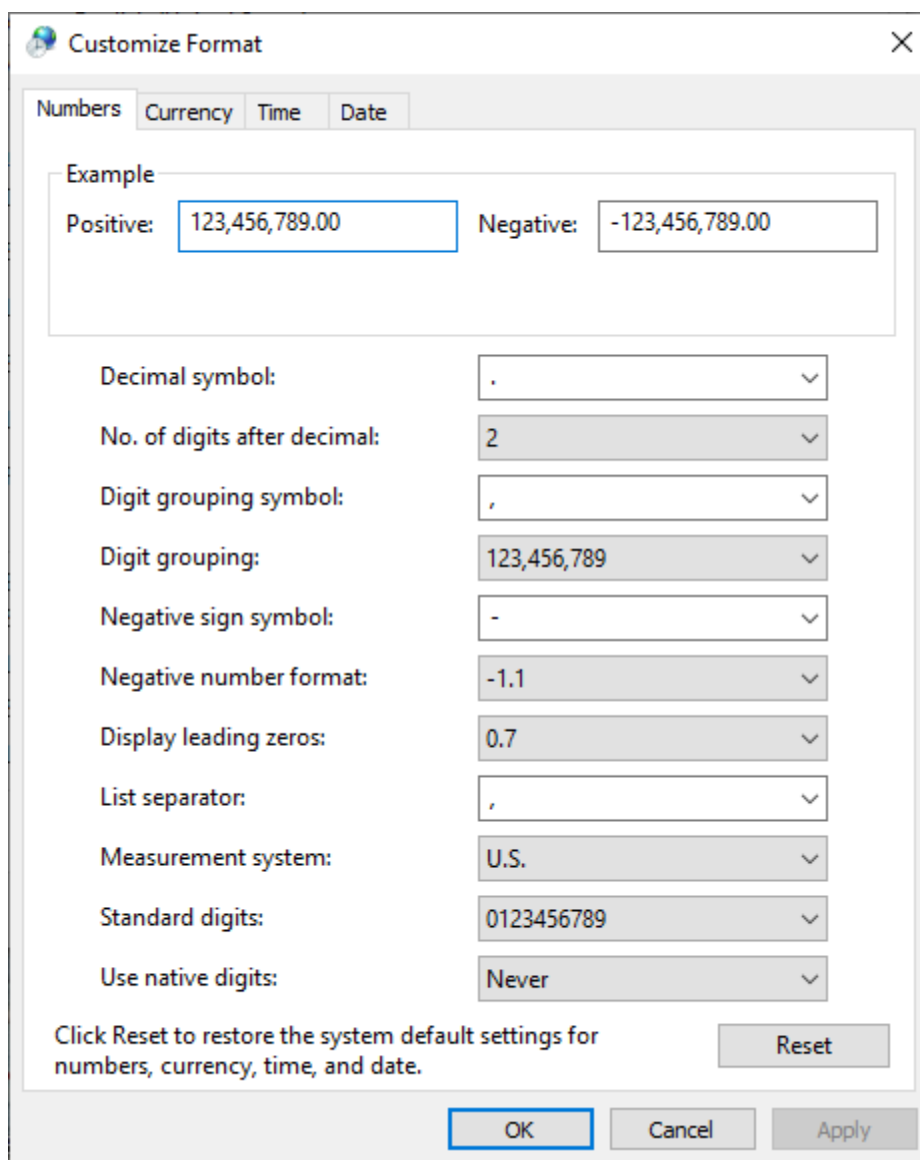 Customize Format
Numbers Currency Time Date
Example
Positive: 123,456,789.00 Negative: -123,456,789.00
Decimal symbol: .
No. of digits after decimal: 2
Digit grouping symbol: ,
Digit grouping: 123,456,789
Negative sign symbol: -
Negative number format: -1.1
Display leading zeros: 0.7
List separator: ,
Measurement system: U.S.
Standard digits: 0123456789
Use native digits: Never
Click Reset to restore the system default settings for
numbers, currency, time, and date.
Reset
OK Cancel Apply